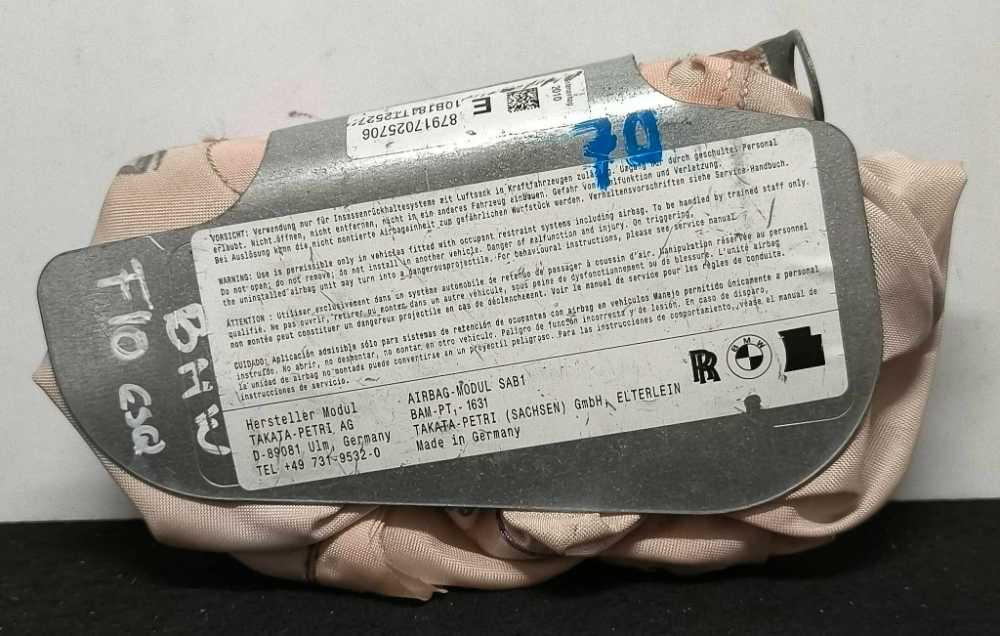 87917025706
E
2010
70
VORSICHT: Verwendung nur für Insassenrückhaltesysteme mit Luftsack in Kraftfahrzeugen durch geschultes Personal
erlaubt. Nicht öffnen, nicht entfernen, nicht in ein anderes Fahrzeug einbauen. Gefahr von Fehlfunktion und Verletzung.
Bei Auslösung kann die nicht montierte Airbageinheit zum gefährlichen Wurfstück werden. Verhaltensvorschriften siehe Service-Handbuch.
WARNING: Use is permissible only in vehicles fitted with occupant restraint systems including airbag. To be handled by trained staff only.
Do not open; do not remove; do not install in another vehicle. Danger of malfunction and injury. On triggering.
the uninstalled airbag unit may turn into a dangerousprojectile. For behavioural instructions, please see service manual
ATTENTION : Utiliser exclusivement dans un système automobile de retenue de passager à coussin d'air. Manipulation réservée au personnel
qualifié. Ne pas ouvrir, retirer ou monter dans un autre véhicule, sous peine de dysfonctionnement ou de blessure. L'unité airbag
non montée peut constituer un dangereux projectile en cas de déclenchement. Voir le manuel de service pour les règles de conduite.
CUIDADO: Aplicación admisible sólo para sistemas de retención de ocupantes con airbag en vehículos Manejo permitido únicamente a personal
instruído. No abrir, no desmontar, no montar en otro vehículo. Peligro de función incorrecta y de lesión. En caso de disparo,
la unidad de airbag no montada puede convertirse en un proyectil peligroso. Para las instrucciones de comportamiento, véase el manual de
instrucciones de servicio.
Hersteller Modul
TAKATA-PETRI AG
D-89081 Ulm, Germany
TEL +49 731-9532-0
AIRBAG-MODUL SAB1
BAM-PT,- 1631
TAKATA-PETRI (SACHSEN) GmbH, ELTERLEIN
Made in Germany
RR
BMW
BMW
F10